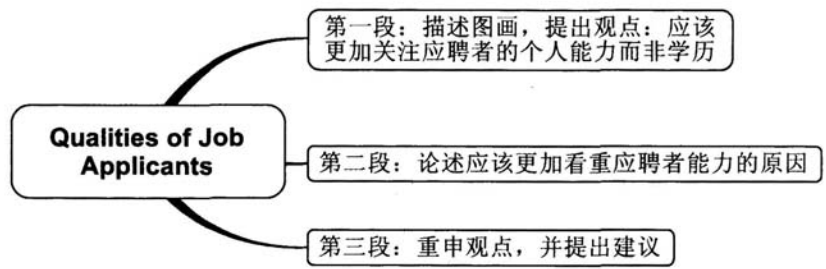 Qualities of Job
Applicants
第一段：描述图画，提出观点：应该
更加关注应聘者的个人能力而非学历
第二段：论述应该更加看重应聘者能力的原因
第三段：重申观点，并提出建议